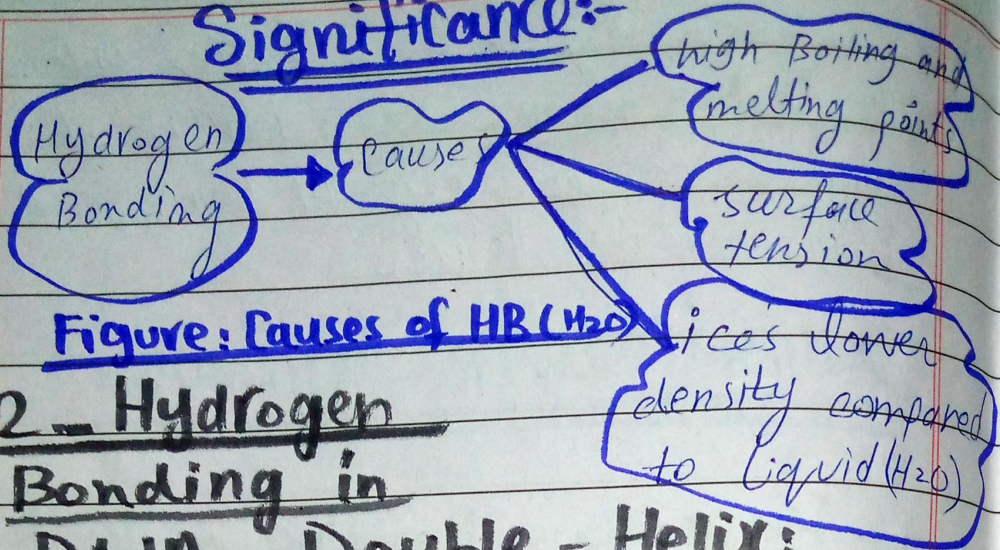 Significance:-
Hydrogen
Bonding
Causes
high Boiling and
melting points
surface
tension
ices lower
density compared
to liquid (H2O)
Figure: Causes of HB (H2O)
2_ Hydrogen
Bonding in
DNA Double - Helix: